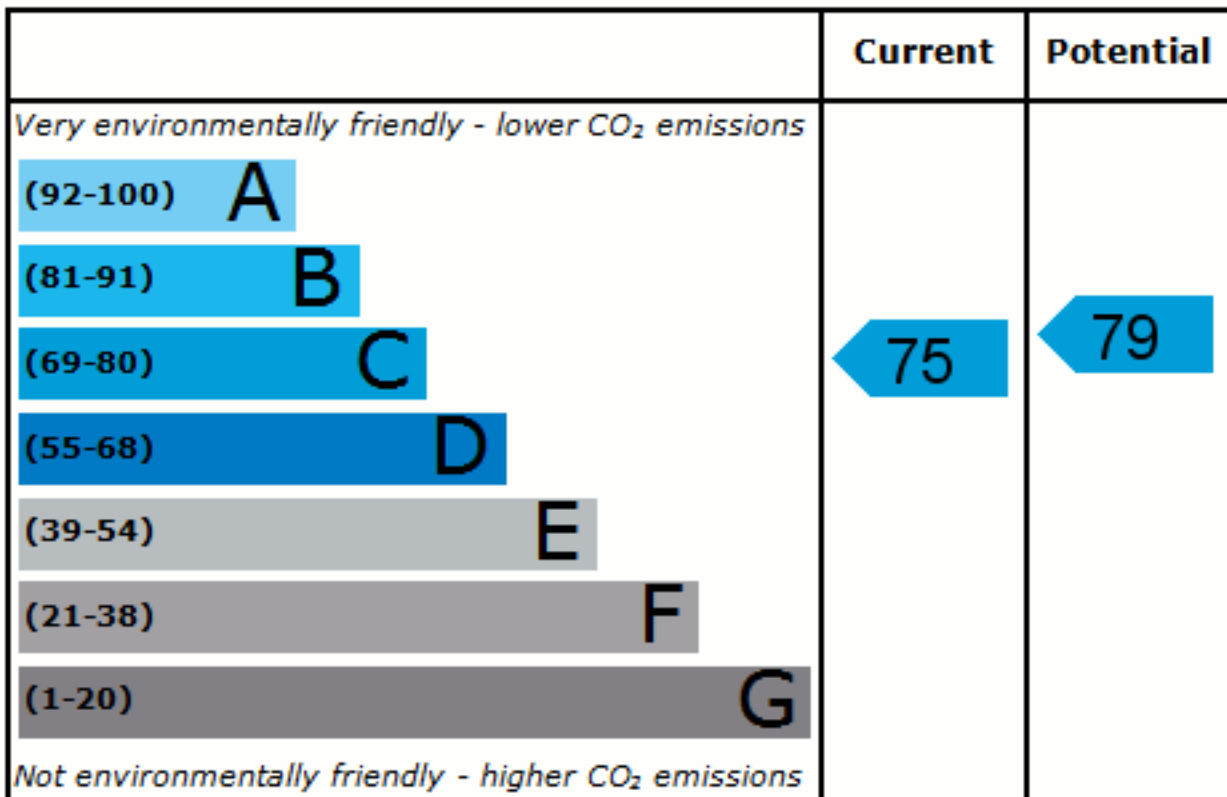 Current Potential
Very environmentally friendly - lower CO₂ emissions
(92-100) A
(81-91) B
(69-80) C
75
79
(55-68) D
(39-54) E
(21-38) F
(1-20) G
Not environmentally friendly - higher CO₂ emissions